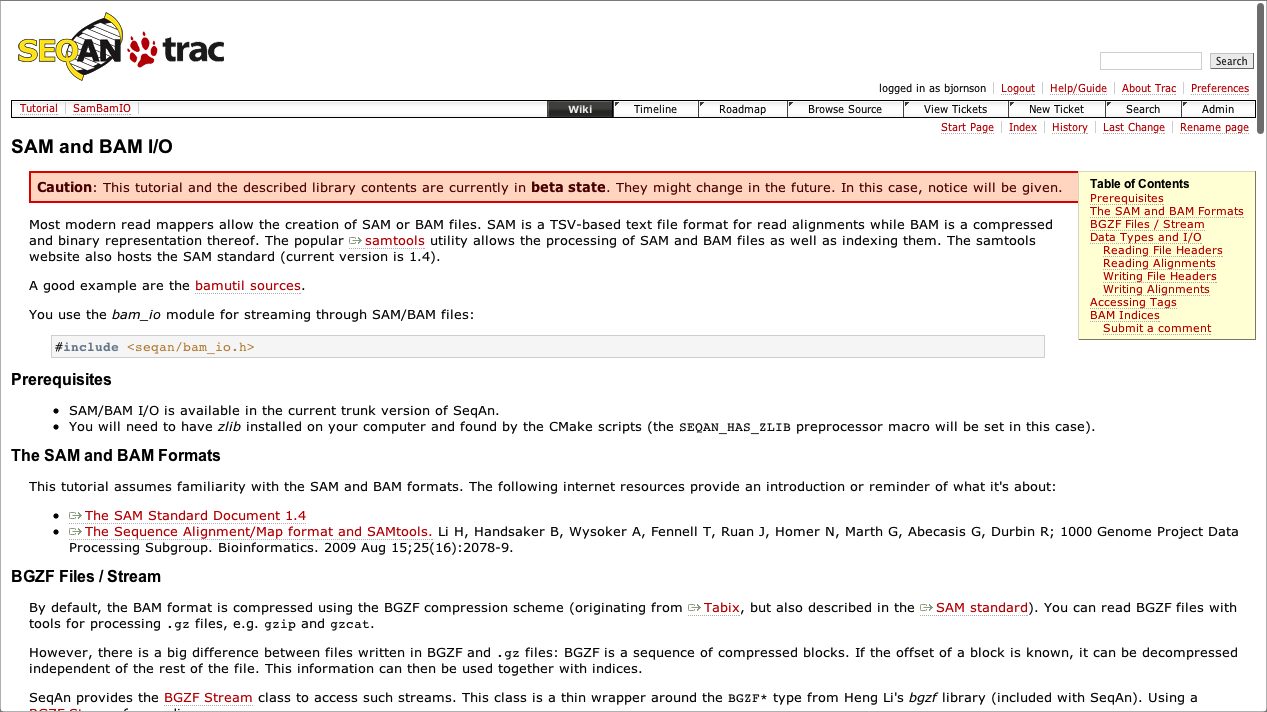 SEQAN trac
Search
logged in as bjornson Logout Help/Guide About Trac Preferences
Tutorial SamBamIO Wiki Timeline Roadmap Browse Source View Tickets New Ticket Search Admin
Start Page Index History Last Change Rename page
SAM and BAM I/O
Caution: This tutorial and the described library contents are currently in beta state. They might change in the future. In this case, notice will be given.
Table of Contents
Prerequisites
The SAM and BAM Formats
BGZF Files / Stream
Data Types and I/O
Reading File Headers
Reading Alignments
Writing File Headers
Writing Alignments
Accessing Tags
BAM Indices
Submit a comment
Most modern read mappers allow the creation of SAM or BAM files. SAM is a TSV-based text file format for read alignments while BAM is a compressed
and binary representation thereof. The popular samtools utility allows the processing of SAM and BAM files as well as indexing them. The samtools
website also hosts the SAM standard (current version is 1.4).
A good example are the bamutil sources.
You use the bam_io module for streaming through SAM/BAM files:
#include <seqan/bam_io.h>
Prerequisites
• SAM/BAM I/O is available in the current trunk version of SeqAn.
• You will need to have zlib installed on your computer and found by the CMake scripts (the SEQAN_HAS_ZLIB preprocessor macro will be set in this case).
The SAM and BAM Formats
This tutorial assumes familiarity with the SAM and BAM formats. The following internet resources provide an introduction or reminder of what it's about:
• The SAM Standard Document 1.4
• The Sequence Alignment/Map format and SAMtools. Li H, Handsaker B, Wysoker A, Fennell T, Ruan J, Homer N, Marth G, Abecasis G, Durbin R; 1000 Genome Project Data
Processing Subgroup. Bioinformatics. 2009 Aug 15;25(16):2078-9.
BGZF Files / Stream
By default, the BAM format is compressed using the BGZF compression scheme (originating from Tabix, but also described in the SAM standard). You can read BGZF files with
tools for processing .gz files, e.g. gzip and gzcat.
However, there is a big difference between files written in BGZF and .gz files: BGZF is a sequence of compressed blocks. If the offset of a block is known, it can be decompressed
independent of the rest of the file. This information can then be used together with indices.
SeqAn provides the BGZF Stream class to access such streams. This class is a thin wrapper around the BGZF* type from Heng Li's bgzf library (included with SeqAn). Using a